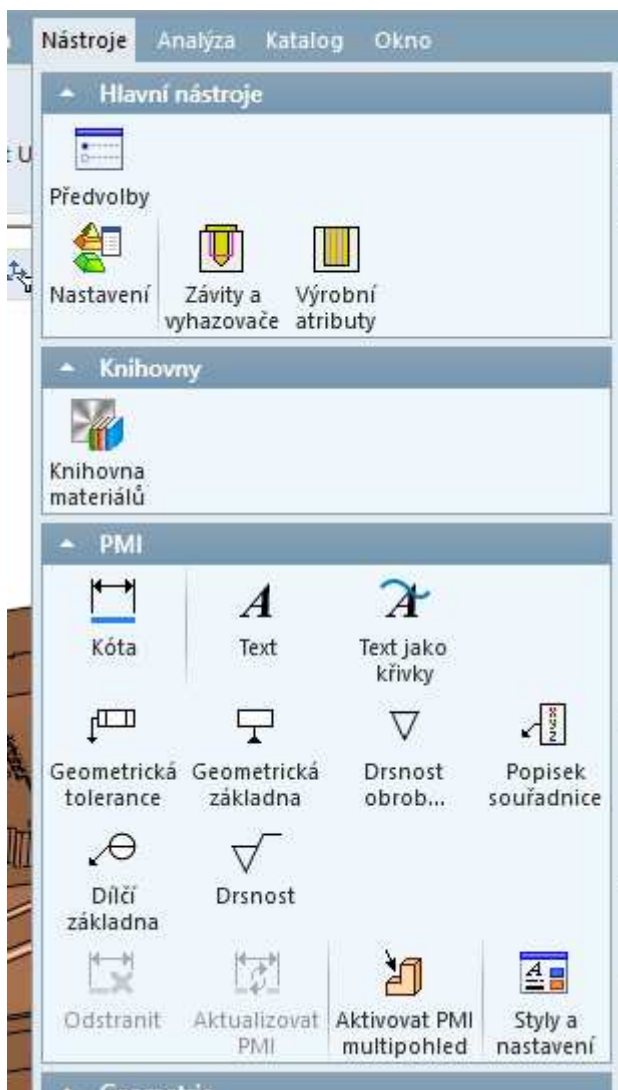 Nástroje Analýza Katalog Okno
Hlavní nástroje
Předvolby
Nastavení Závity a vyhazovače Výrobní atributy
Knihovny
Knihovna
materiálů
PMI
Kóta Text Text jako
křivky
Geometrická Geometrická Drsnost Popisek
tolerance základna obrob... souřadnice
Dílčí Drsnost
základna
Odstranit Aktualizovat Aktivovat PMI Styly a
PMI multipohled nastavení